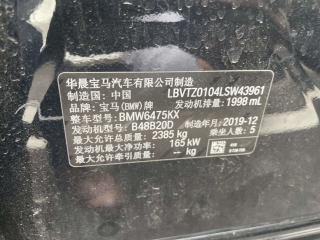 华晨宝马汽车有限公司制造
制造国：中国 LBVTZ0104LSW43961
品牌：宝马(BMW)牌 发动机排量：1998 mL
整车型号：BMW6475KX
发动机型号：B48B20D 制造年月：2019-12
最大允许总质量：2385 kg 乘坐人数：5
发动机最大净功率：165 kW
最大允许牵引质量：-- kg